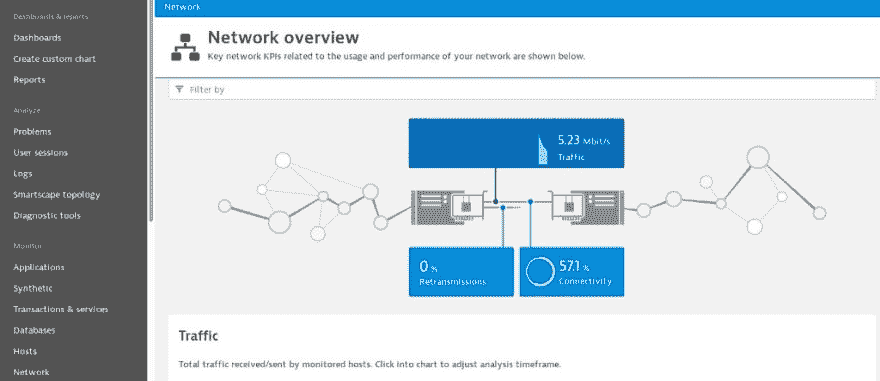 Dashboards & reports
Dashboards
Create custom chart
Reports
Analyze
Problems
User sessions
Logs
Smartscape topology
Diagnostic tools
Monitor
Applications
Synthetic
Transactions & services
Databases
Hosts
Network
Network
Network overview
Key network KPIs related to the usage and performance of your network are shown below.
Filter by
5.23 Mbit/s
Traffic
0 %
Retransmissions
57.1 %
Connectivity
Traffic
Total traffic received/sent by monitored hosts. Click into chart to adjust analysis timeframe.